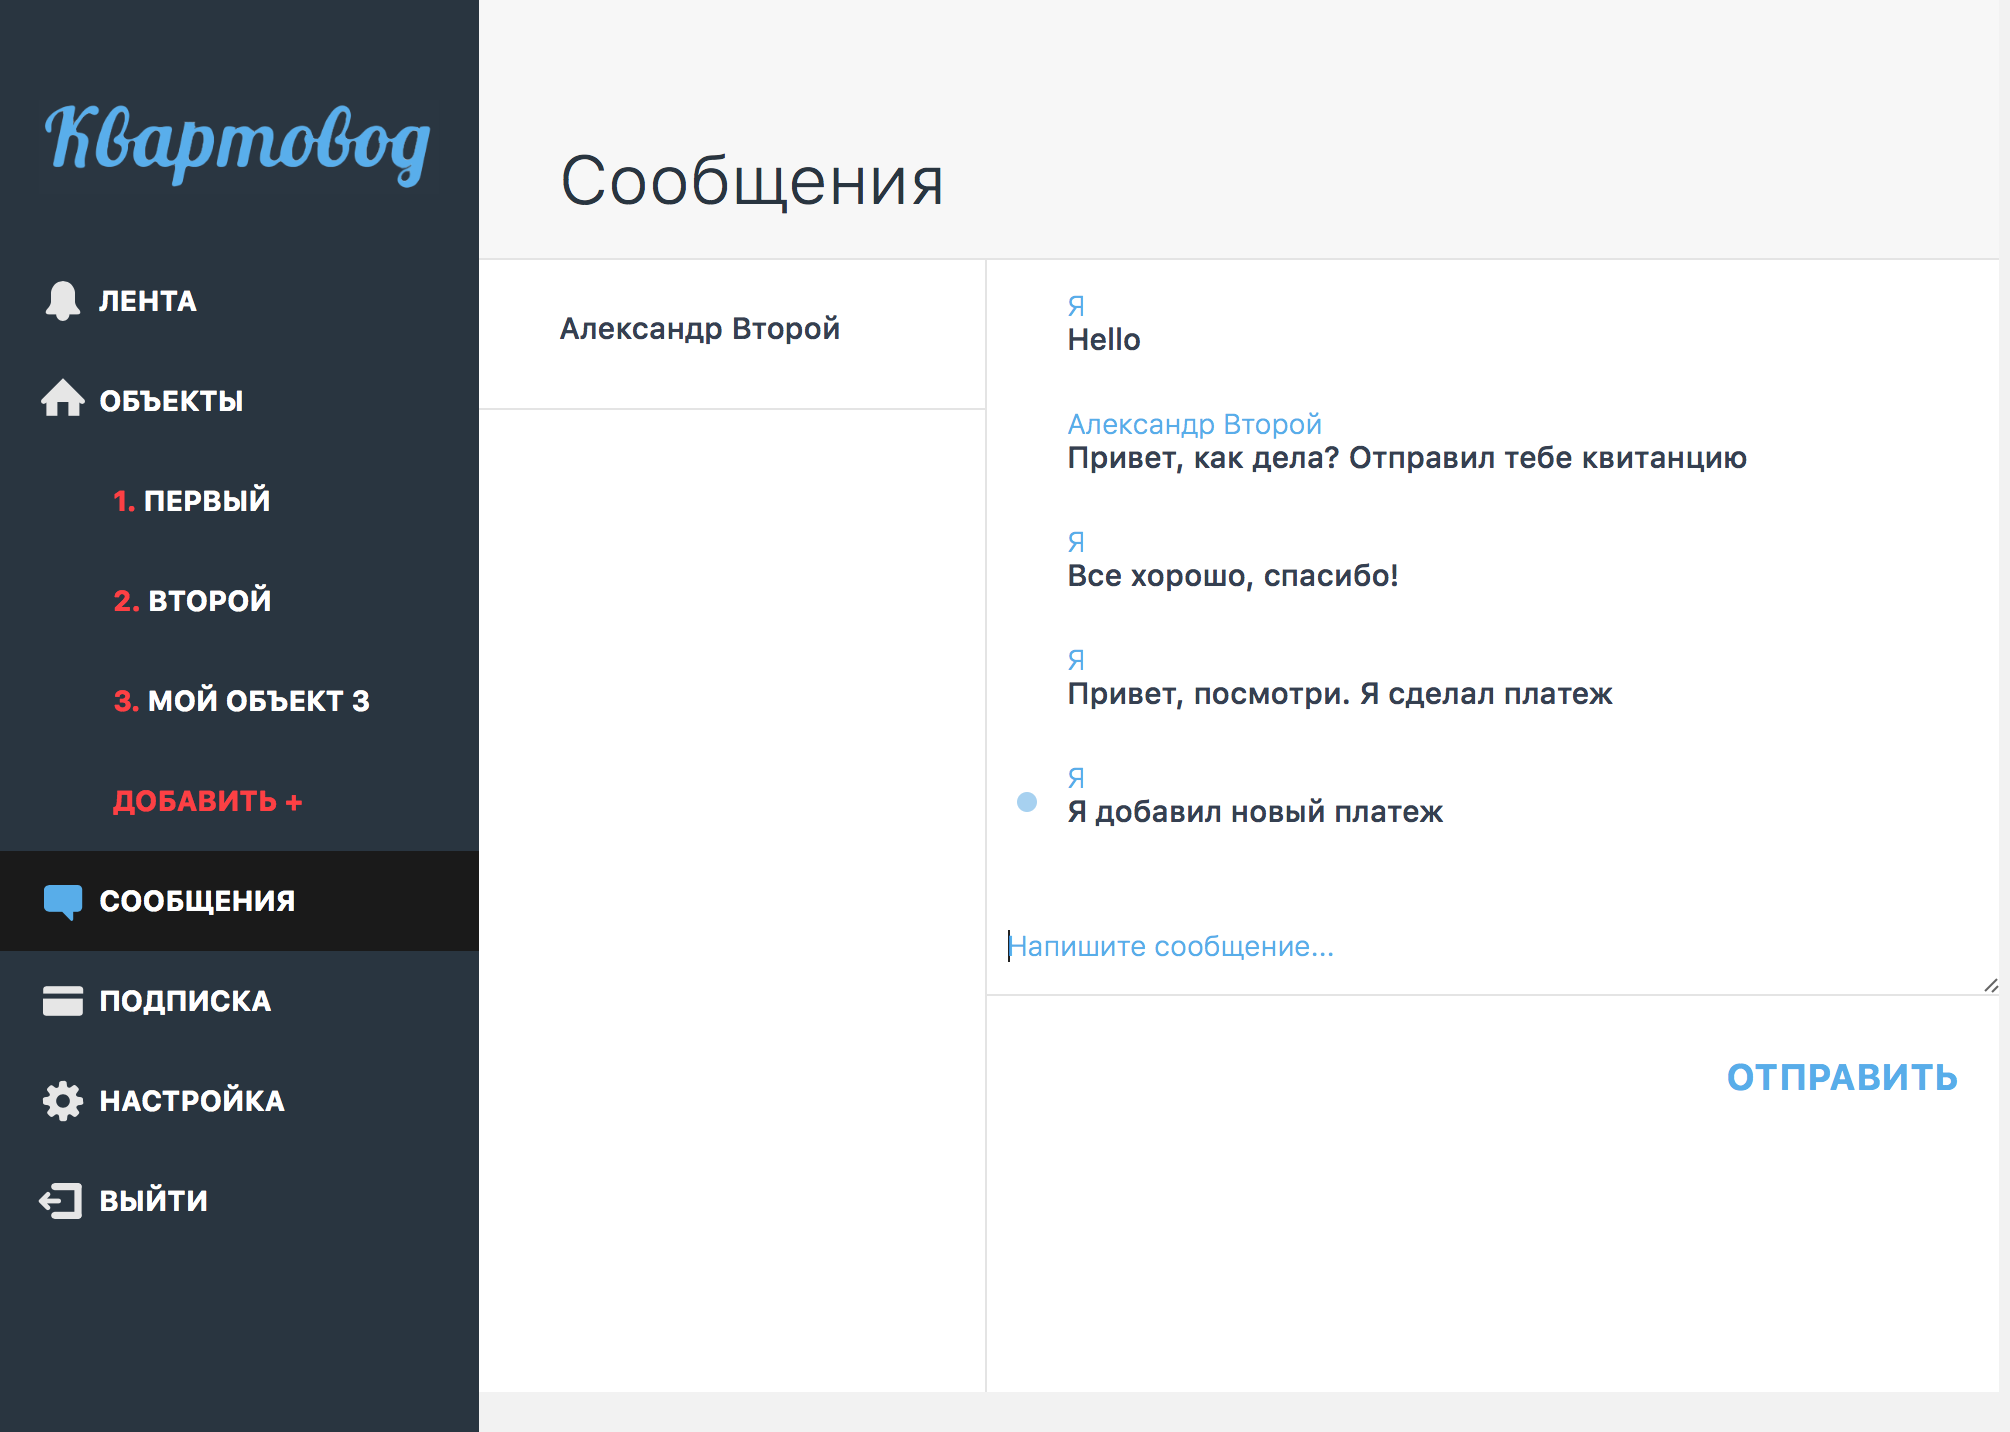 Квартовод
ЛЕНТА
ОБЪЕКТЫ
1. ПЕРВЫЙ
2. ВТОРОЙ
3. МОЙ ОБЪЕКТ 3
ДОБАВИТЬ +
СООБЩЕНИЯ
ПОДПИСКА
НАСТРОЙКА
ВЫЙТИ
Сообщения
Александр Второй
Я
Hello
Александр Второй
Привет, как дела? Отправил тебе квитанцию
Я
Все хорошо, спасибо!
Я
Привет, посмотри. Я сделал платеж
Я
Я добавил новый платеж
Напишите сообщение...
ОТПРАВИТЬ